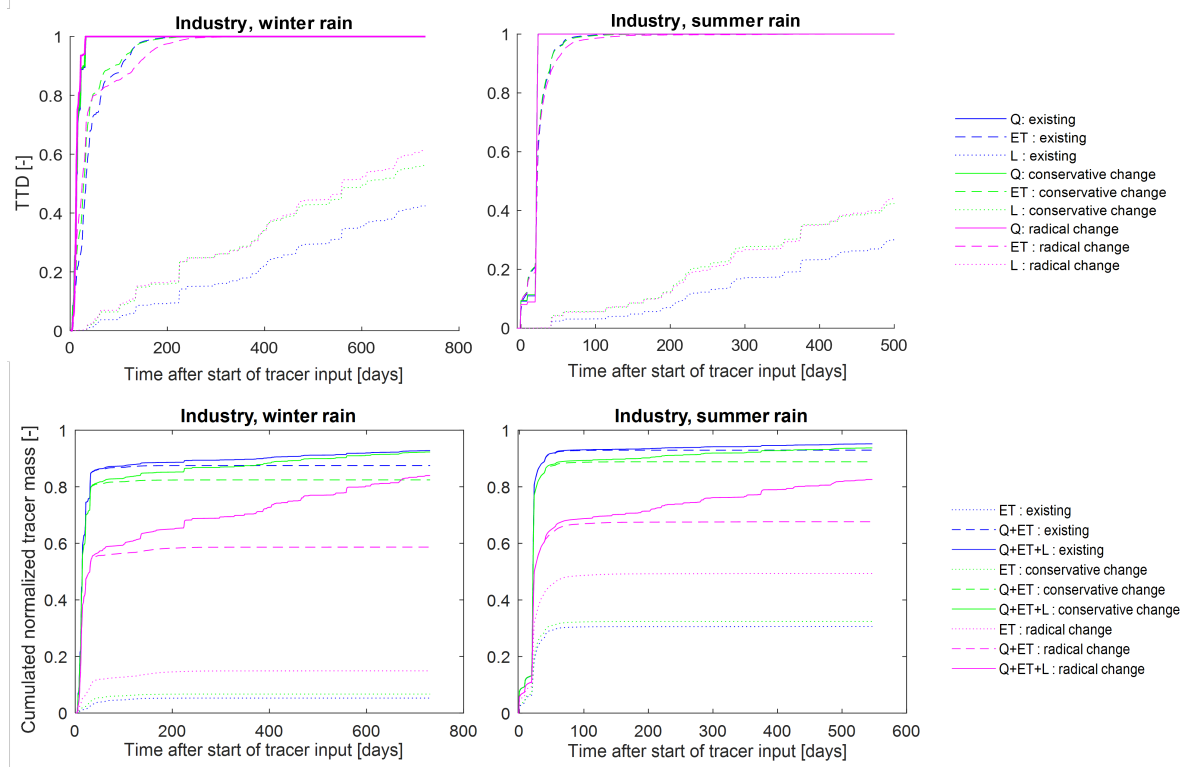 Industry, winter rain
Industry, summer rain
1
0.8
0.6
0.4
0.2
0
TTD [-]
0 200 400 600 800
Time after start of tracer input [days]
1
0.8
0.6
0.4
0.2
0
0 100 200 300 400 500
Time after start of tracer input [days]
Q: existing
ET : existing
L : existing
Q: conservative change
ET : conservative change
L : conservative change
Q: radical change
ET : radical change
L : radical change
Industry, winter rain
Industry, summer rain
1
0.8
0.6
0.4
0.2
0
Cumulated normalized tracer mass [-]
0 200 400 600 800
Time after start of tracer input [days]
1
0.8
0.6
0.4
0.2
0
0 100 200 300 400 500 600
Time after start of tracer input [days]
ET : existing
Q+ET : existing
Q+ET+L : existing
ET : conservative change
Q+ET : conservative change
Q+ET+L : conservative change
ET : radical change
Q+ET : radical change
Q+ET+L : radical change